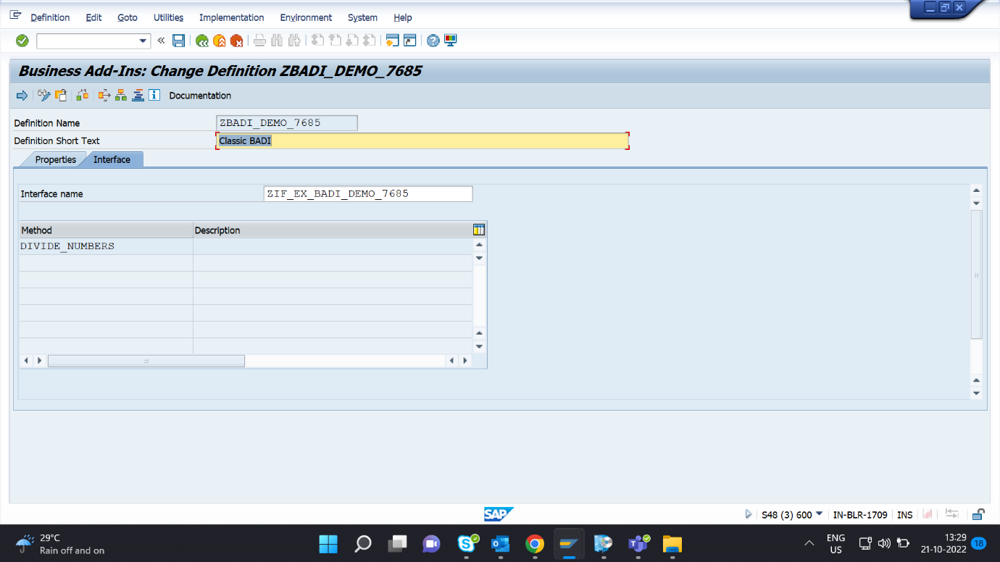 Definition Edit Goto Utilities Implementation Environment System Help
Business Add-Ins: Change Definition ZBADI_DEMO_7685
Documentation
Definition Name ZBADI_DEMO_7685
Definition Short Text Classic BADI
Properties Interface
Interface name ZIF_EX_BADI_DEMO_7685
Method Description
DIVIDE_NUMBERS
SAP S48 (3) 600 IN-BLR-1709 INS
29°C
Rain off and on
ENG
US
13:29
21-10-2022
18